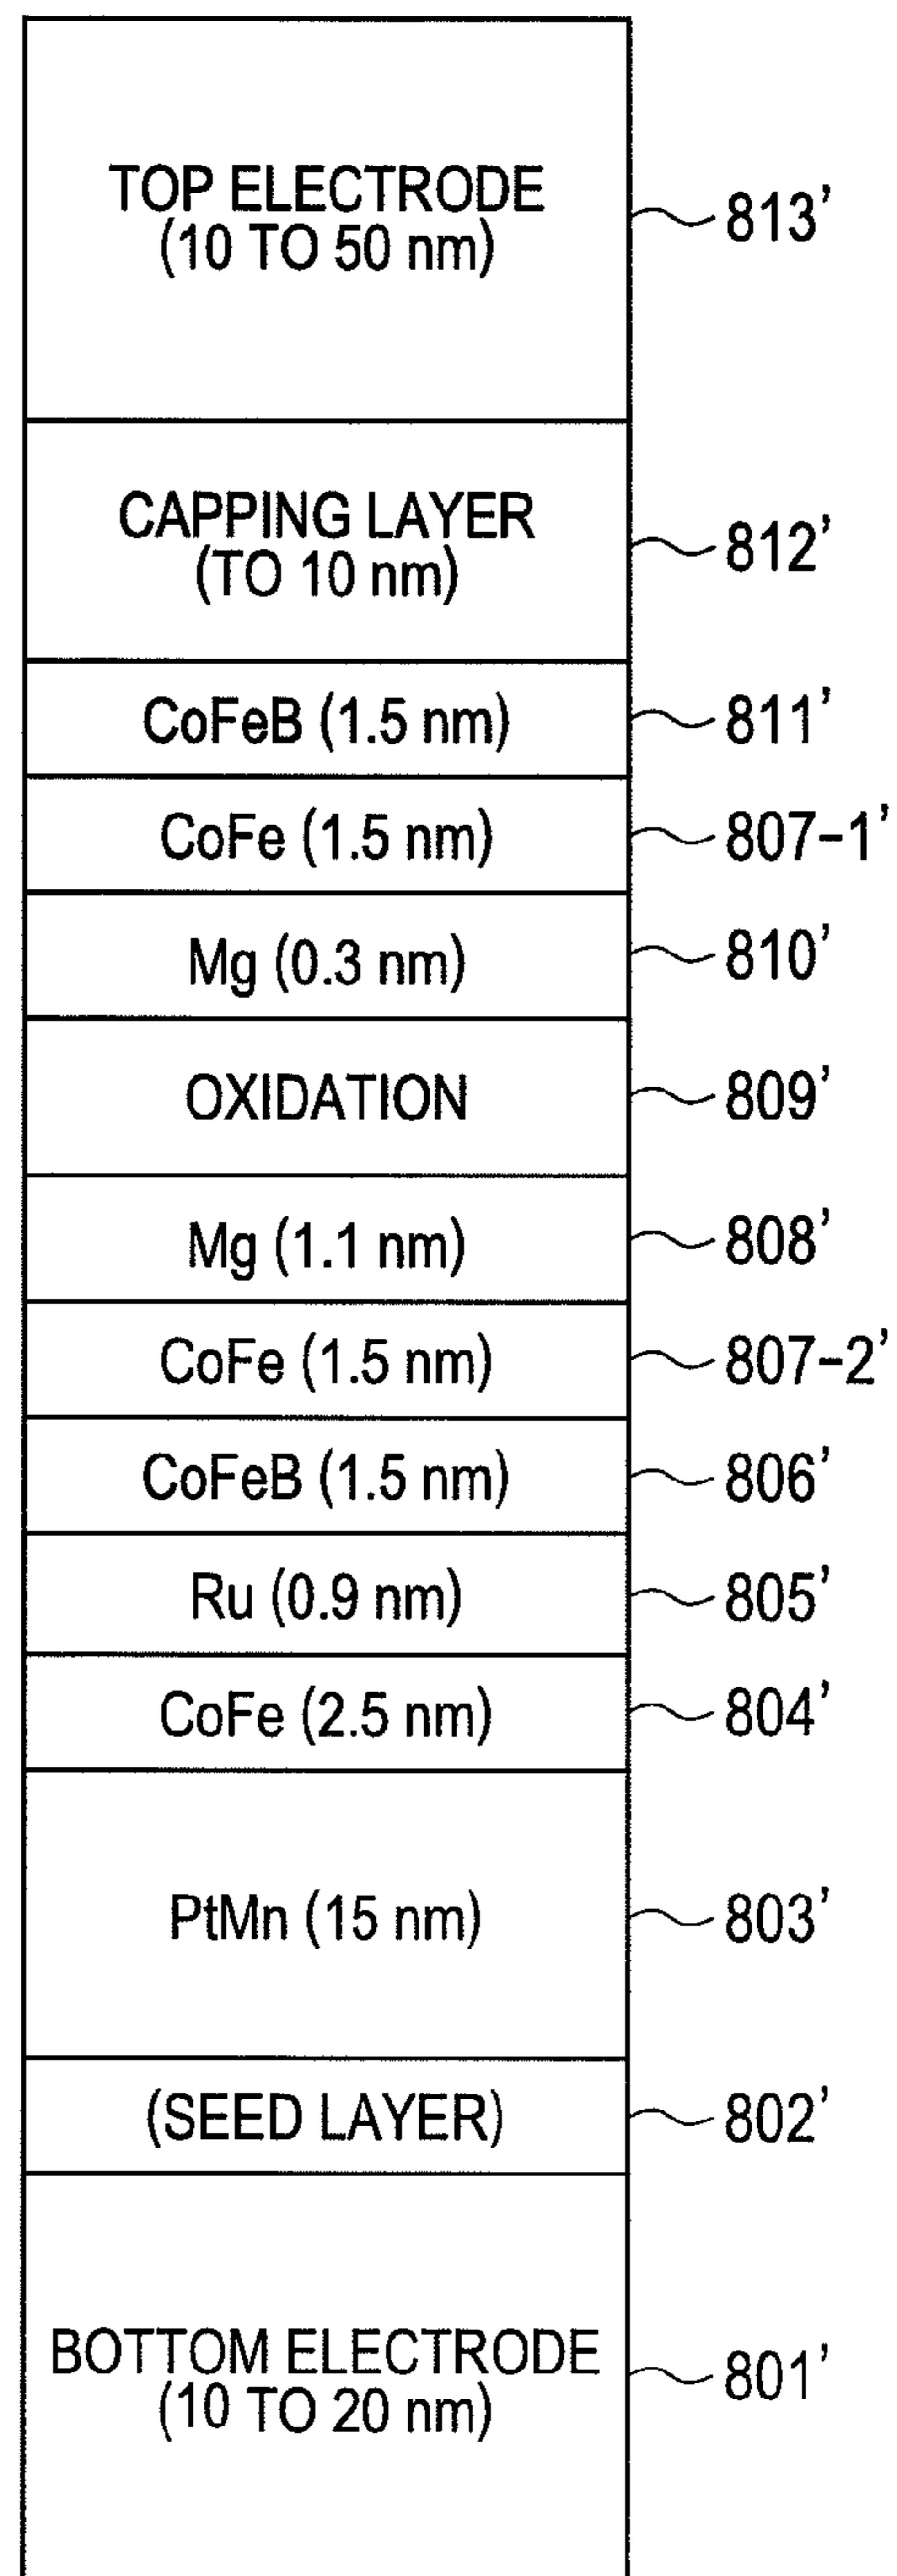 TOP ELECTRODE
(10 TO 50 nm)
813’
CAPPING LAYER
(TO 10 nm)
812’
CoFeB (1.5 nm)
811’
CoFe (1.5 nm)
807-1’
Mg (0.3 nm)
810’
OXIDATION
809’
Mg (1.1 nm)
808’
CoFe (1.5 nm)
807-2’
CoFeB (1.5 nm)
806’
Ru (0.9 nm)
805’
CoFe (2.5 nm)
804’
PtMn (15 nm)
803’
(SEED LAYER)
802’
BOTTOM ELECTRODE
(10 TO 20 nm)
801’